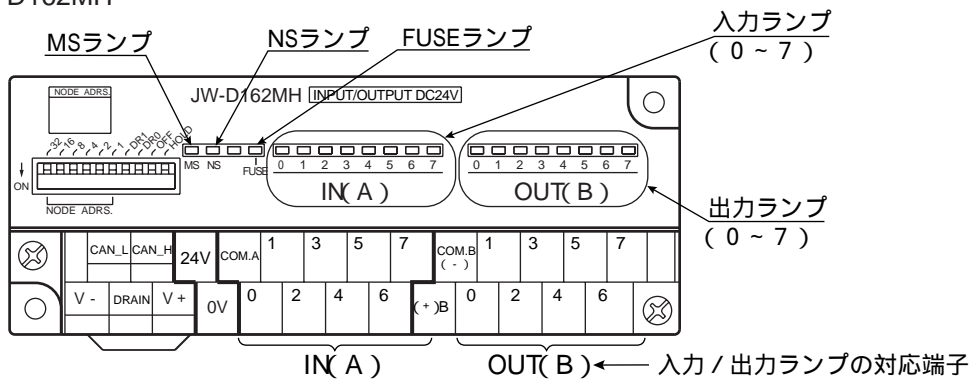 D162MH
MSランプ
NSランプ
FUSEランプ
入力ランプ
( 0 ~ 7 )
NODE ADRS.
JW-D162MH INPUT/OUTPUT DC24V
32 16 8 4 2 1 DR1 DR0 OFF HOLD
MS NS FUSE
0 1 2 3 4 5 6 7
0 1 2 3 4 5 6 7
ON
IN( A )
OUT( B )
NODE ADRS.
出力ランプ
( 0 ~ 7 )
CAN_L CAN_H 24V COM.A 1 3 5 7 COM.B ( - ) 1 3 5 7
V - DRAIN V + 0V 0 2 4 6 ( + )B 0 2 4 6
IN( A )
OUT( B ) 入力 / 出力ランプの対応端子